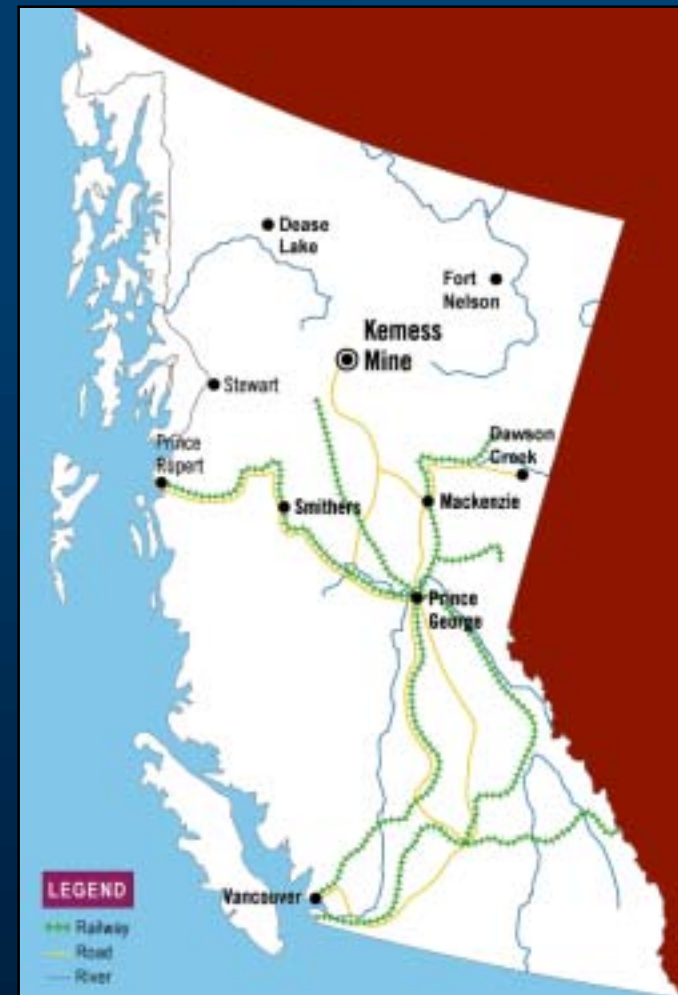 Dease
Lake
Fort
Nelson
Kemess
Mine
Stewart
Prince
Rupert
Dawson
Creek
Smithers
Mackenzie
Prince
George
Vancouver
LEGEND
Railway
Road
River